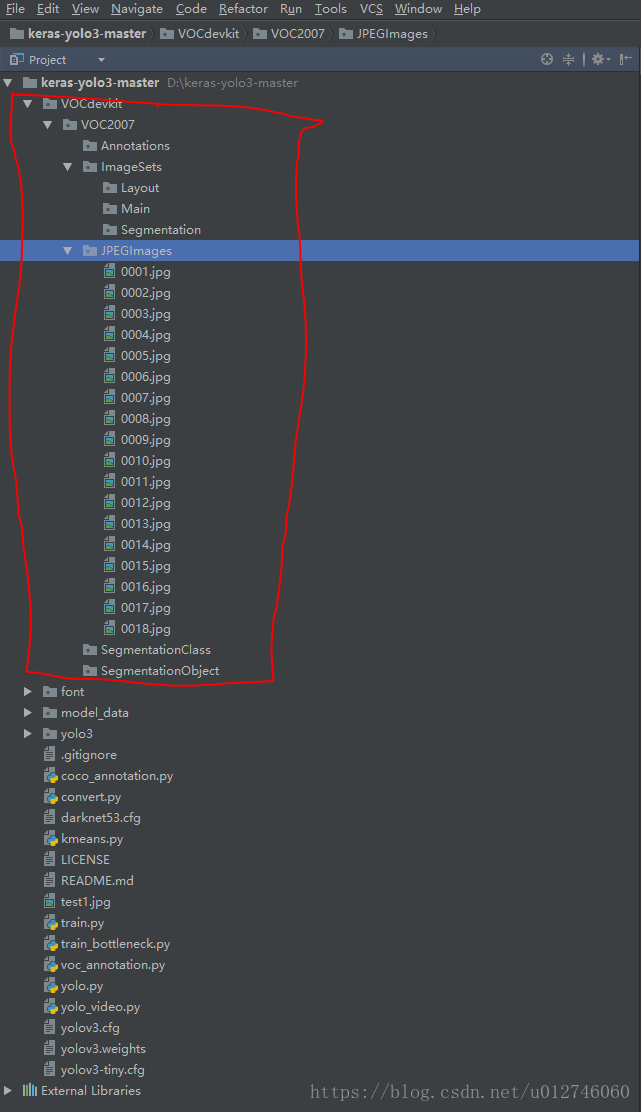 File Edit View Navigate Code Refactor Run Tools VCS Window Help
keras-yolo3-master VOCdevkit VOC2007 JPEGImages
Project
keras-yolo3-master D:\keras-yolo3-master
VOCdevkit
VOC2007
Annotations
ImageSets
Layout
Main
Segmentation
JPEGImages
0001.jpg
0002.jpg
0003.jpg
0004.jpg
0005.jpg
0006.jpg
0007.jpg
0008.jpg
0009.jpg
0010.jpg
0011.jpg
0012.jpg
0013.jpg
0014.jpg
0015.jpg
0016.jpg
0017.jpg
0018.jpg
SegmentationClass
SegmentationObject
font
model_data
yolo3
.gitignore
coco_annotation.py
convert.py
darknet53.cfg
kmeans.py
LICENSE
README.md
test1.jpg
train.py
train_bottleneck.py
voc_annotation.py
yolo.py
yolo_video.py
yolov3.cfg
yolov3.weights
yolov3-tiny.cfg
External Libraries
https://blog.csdn.net/u012746060